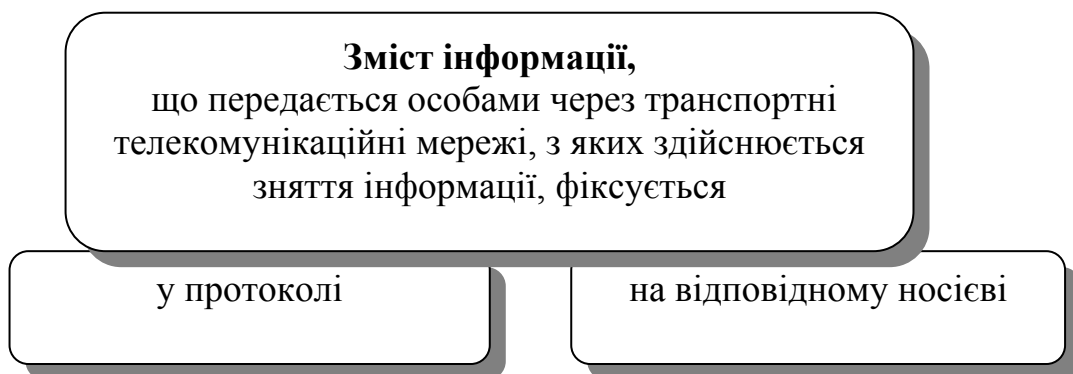 Зміст інформації,
що передається особами через транспортні
телекомунікаційні мережі, з яких здійснюється
зняття інформації, фіксується
у протоколі
на відповідному носієві